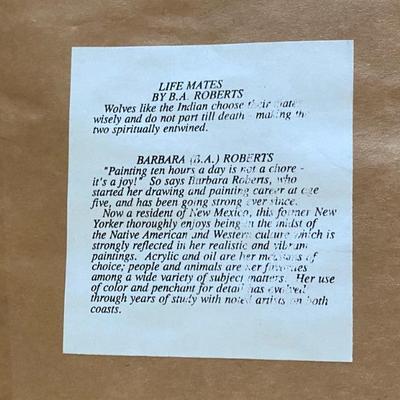 LIFE MATES
BY B.A. ROBERTS
Wolves like the Indian choose their mates
wisely and do not part till death - making the
two spiritually entwined.
BARBARA (B.A.) ROBERTS
"Painting ten hours a day is not a chore -
it's a joy!" So says Barbara Roberts, who
started her drawing and painting career at age
five, and has been going strong ever since.
Now a resident of New Mexico, this former New
Yorker thoroughly enjoys being in the midst of
the Native American and Western culture which is
strongly reflected in her realistic and vibrant
paintings. Acrylic and oil are her mediums of
choice; people and animals are her favorites
among a wide variety of subject matters. Her use
of color and penchant for detail has evolved
through years of study with noted artists on both
coasts.